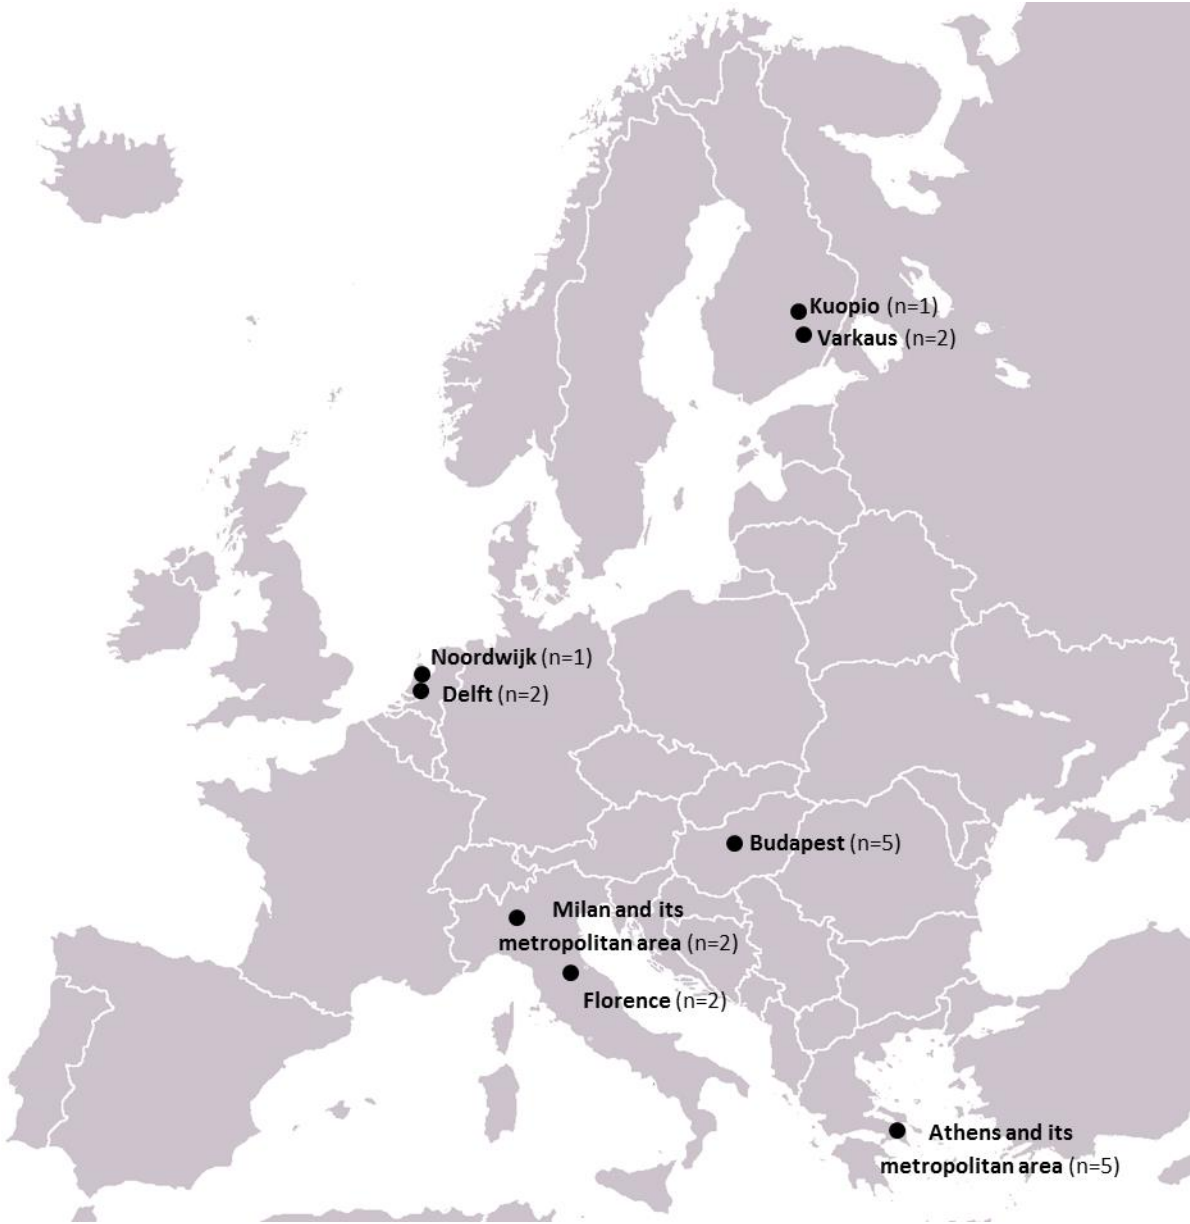 Kuopio (n=1)
Varkaus (n=2)
Noordwijk (n=1)
Delft (n=2)
Budapest (n=5)
Milan and its
metropolitan area (n=2)
Florence (n=2)
Athens and its
metropolitan area (n=5)